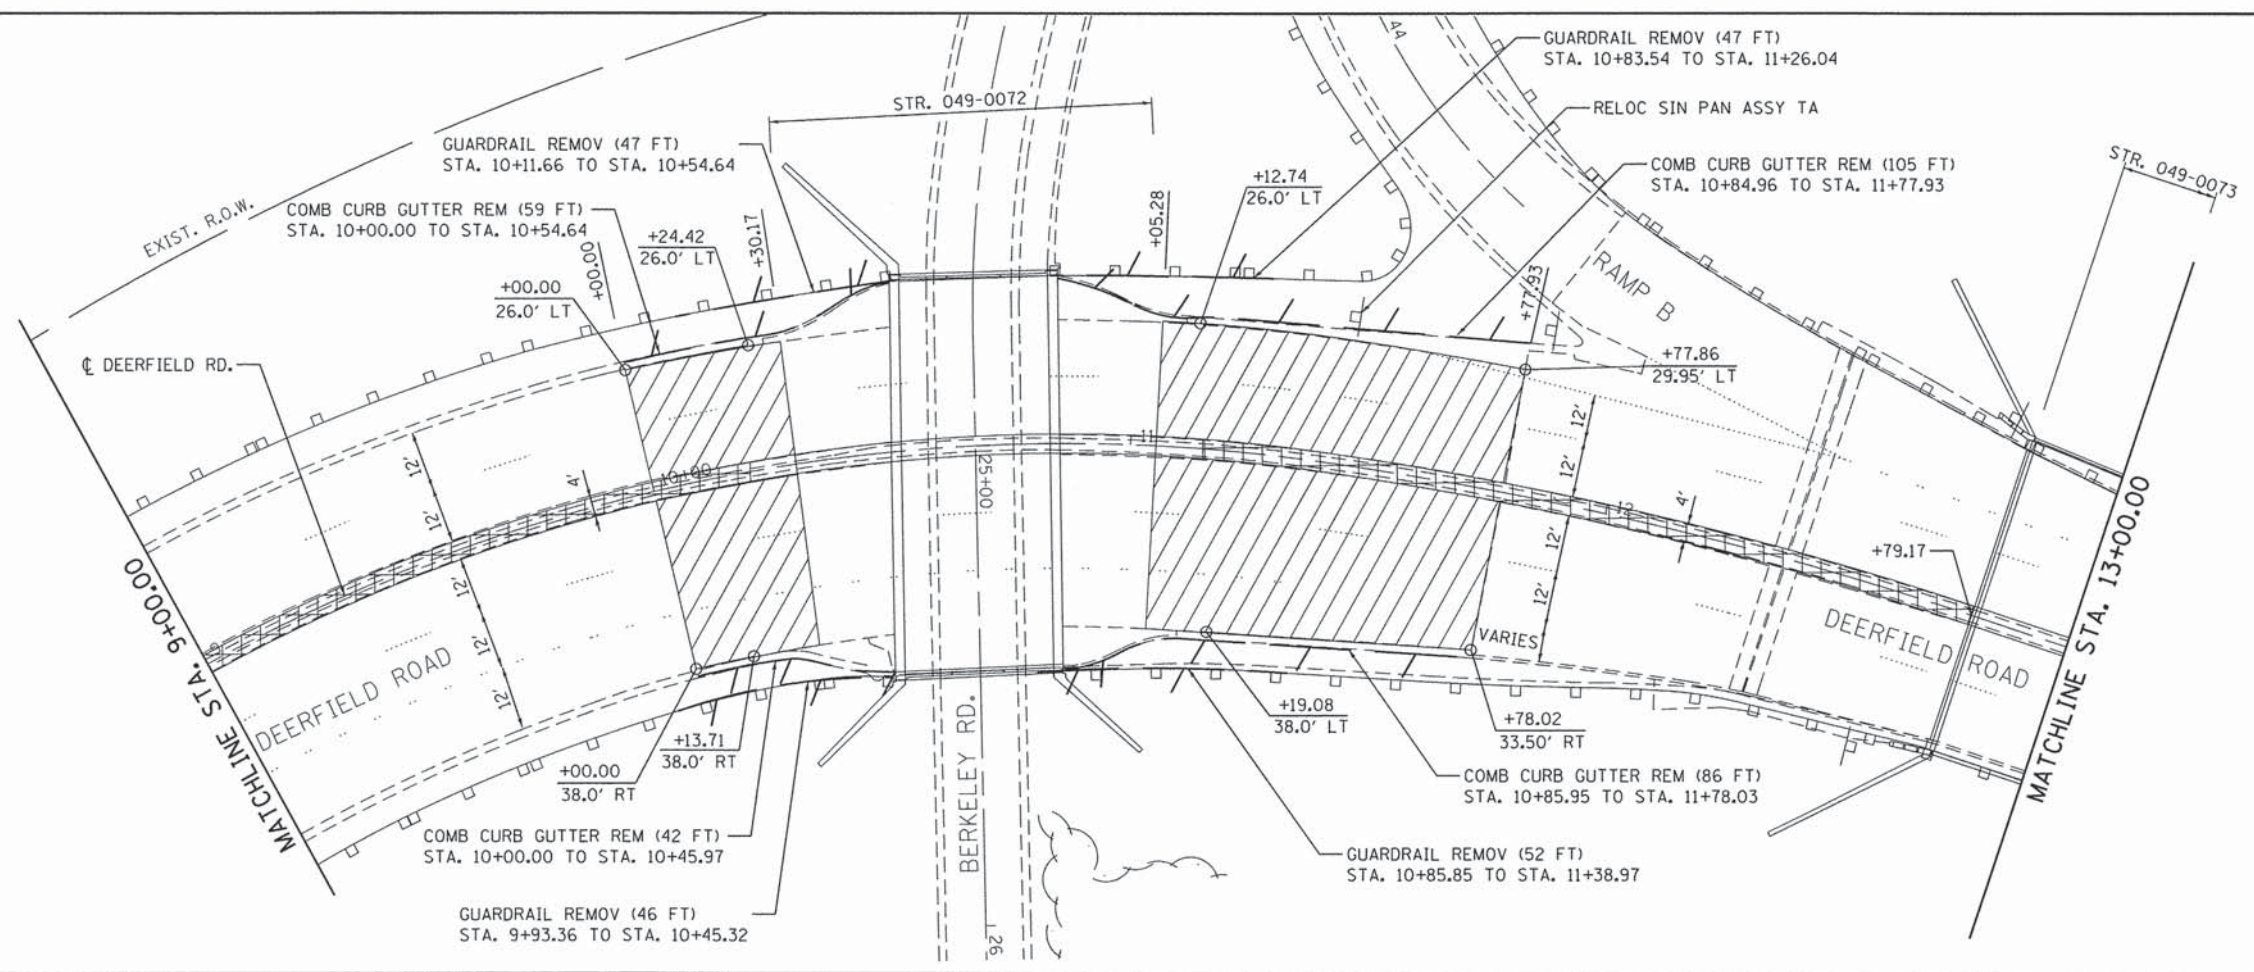 GUARDRAIL REMOV (47 FT)
STA. 10+83.54 TO STA. 11+26.04
44
STR. 049-0072
RELOC SIN PAN ASSY TA
GUARDRAIL REMOV (47 FT)
STA. 10+11.66 TO STA. 10+54.64
COMB CURB GUTTER REM (105 FT)
STA. 10+84.96 TO STA. 11+77.93
STR. 049-0073
EXIST. R.O.W.
COMB CURB GUTTER REM (59 FT)
STA. 10+00.00 TO STA. 10+54.64
+00.00
+24.42
26.0' LT
+30.17
+05.28
+12.74
26.0' LT
+00.00
26.0' LT
+77.93
RAMP B
℄ DEERFIELD RD.
+77.86
29.95' LT
12'
12'
4'
10+00
11
12'
12'
12
4'
25+00
12'
12'
12'
12'
12'
VARIES
+79.17
9
MATCHLINE STA. 9+00.00
DEERFIELD ROAD
DEERFIELD ROAD
MATCHLINE STA. 13+00.00
+13.71
38.0' RT
+00.00
38.0' RT
+19.08
38.0' LT
+78.02
33.50' RT
BERKELEY RD.
COMB CURB GUTTER REM (86 FT)
STA. 10+85.95 TO STA. 11+78.03
COMB CURB GUTTER REM (42 FT)
STA. 10+00.00 TO STA. 10+45.97
GUARDRAIL REMOV (52 FT)
STA. 10+85.85 TO STA. 11+38.97
GUARDRAIL REMOV (46 FT)
STA. 9+93.36 TO STA. 10+45.32
26